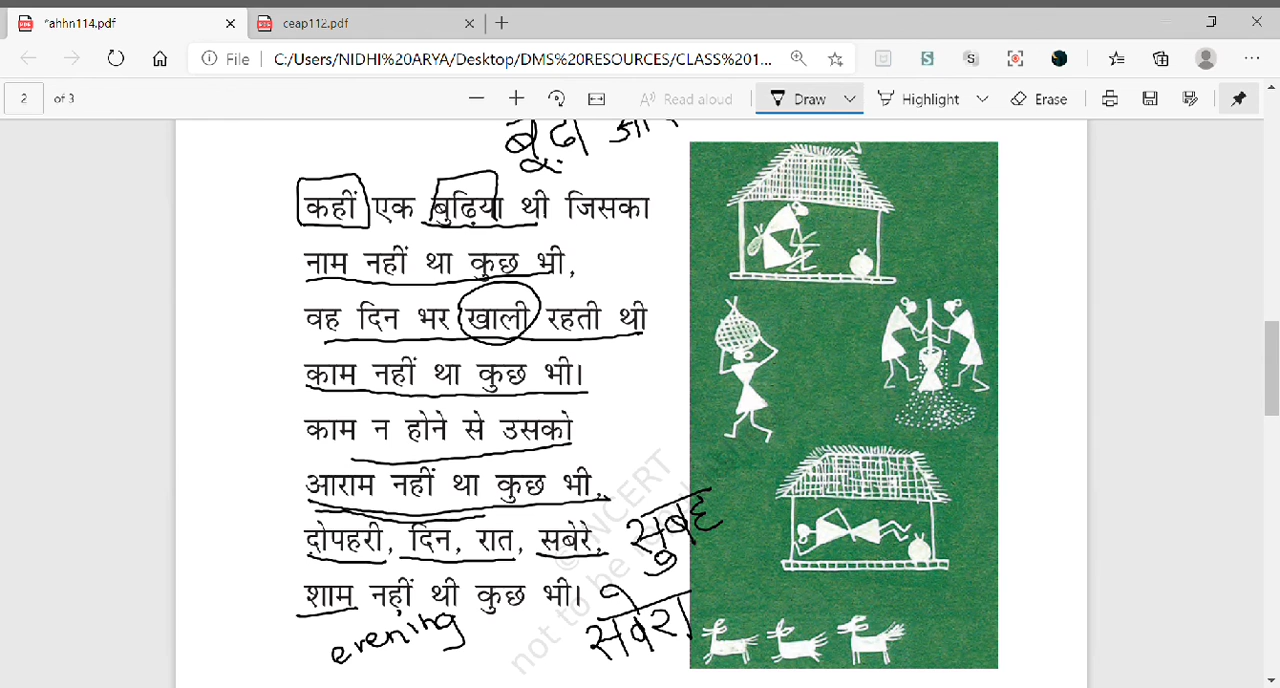 *ahhn114.pdf
ceap112.pdf
File C:/Users/NIDHI%20ARYA/Desktop/DMS%20RESOURCES/CLASS%201...
2 of 3
Read aloud
Draw
Highlight
Erase
बूढ़ी
कहीं एक बुढ़िया थी जिसका
नाम नहीं था कुछ भी,
वह दिन भर खाली रहती थी
काम नहीं था कुछ भी।
काम न होने से उसको
आराम नहीं था कुछ भी,
दोपहरी, दिन, रात, सबेरे,
सुबह
शाम नहीं थी कुछ भी।
evening
सवेरा
© NCERT
not to be